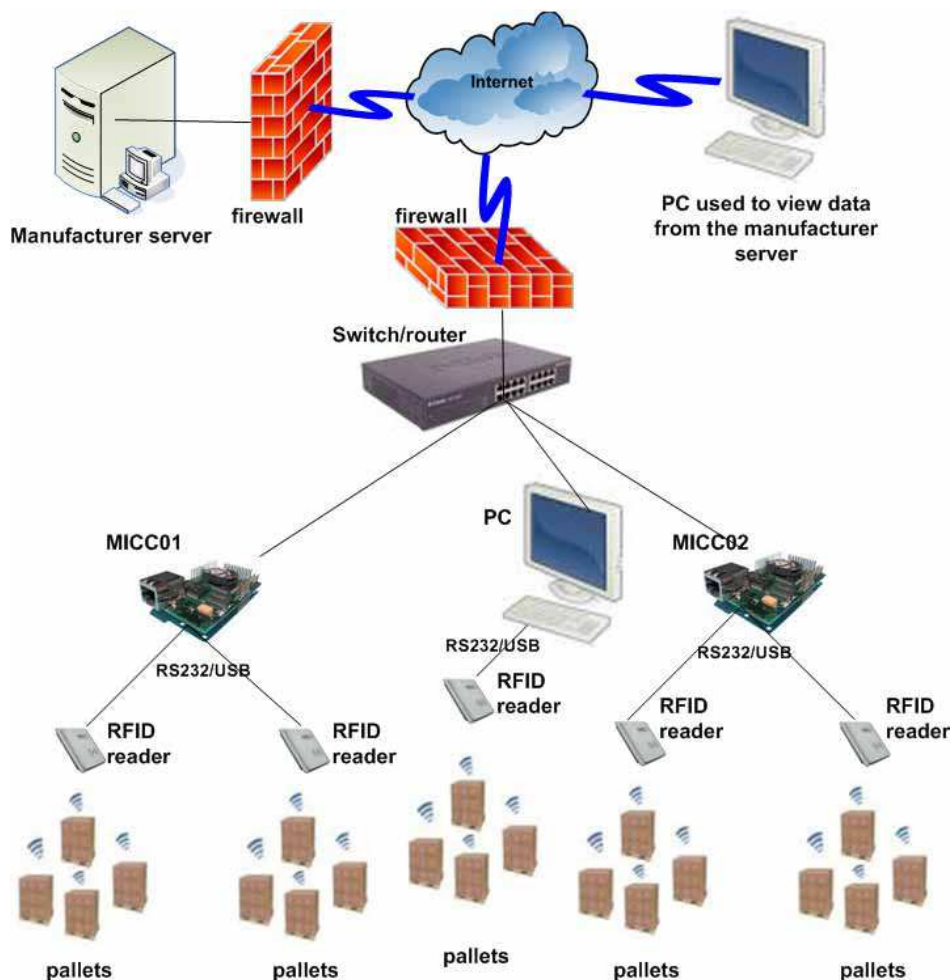 Internet
firewall
Manufacturer server
firewall
PC used to view data
from the manufacturer
server
Switch/router
PC
MICC01
MICC02
RS232/USB
RS232/USB
RS232/USB
RFID
reader
RFID
reader
RFID
reader
RFID
reader
RFID
reader
pallets
pallets
pallets
pallets
pallets